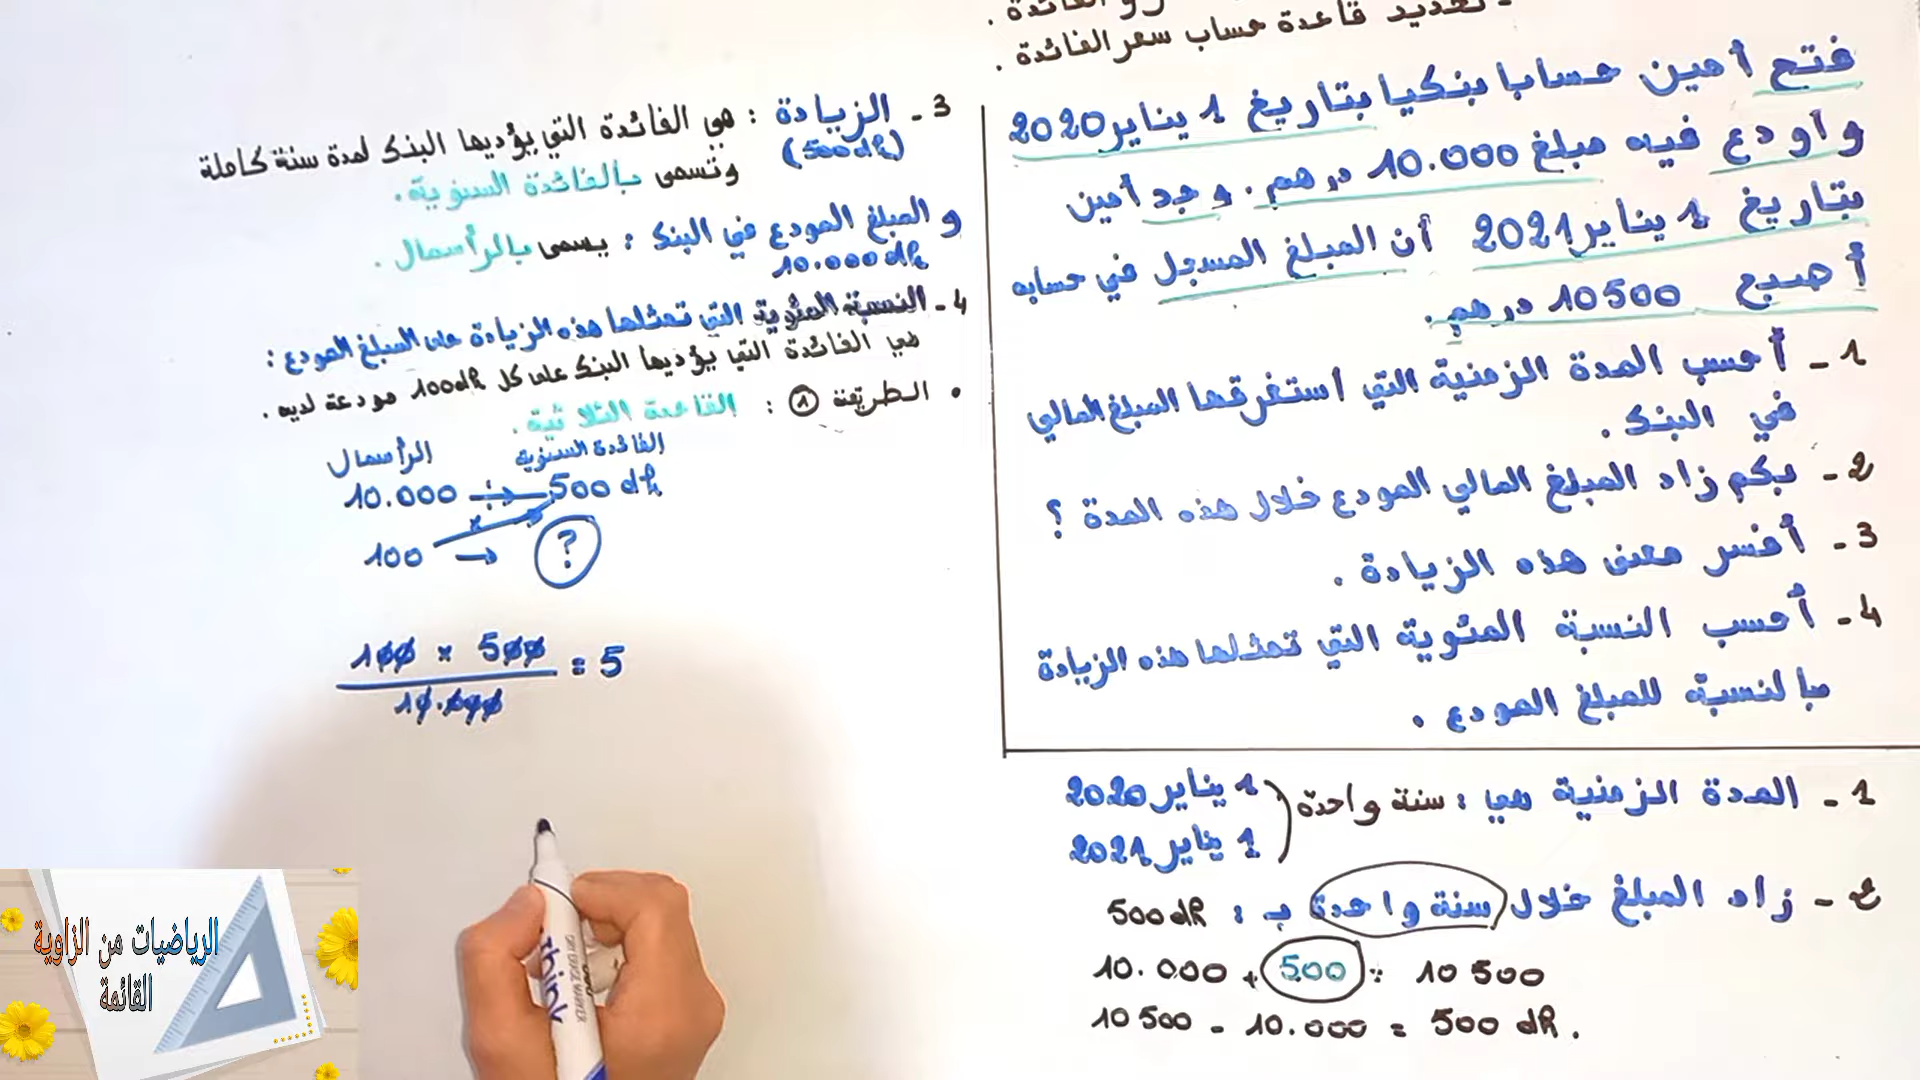 - تحديد قاعدة حساب سعر الفائدة .
فتح أمين حسابا بنكيا بتاريخ 1 يناير 2020
وأودع فيه مبلغ 10.000 درهم . وجد أمين
بتاريخ 1 يناير 2021 أن المبلغ المسجل في حسابه
أصبح 10500 درهم.
1 - أحسب المدة الزمنية التي استغرقها المبلغ المالي
في البنك .
2 - بكم زاد المبلغ المالي المودع خلال هذه المدة ؟
3 - أفسر معنى هذه الزيادة .
4 - أحسب النسبة المئوية التي تمثلها هذه الزيادة
بالنسبة للمبلغ المودع .
1 - المدة الزمنية هي : سنة واحدة
1 يناير 2020
1 يناير 2021
2 - زاد المبلغ خلال سنة واحدة ب : 500 dh
10.000 + 500 = 10 500
10 500 - 10.000 = 500 dh .
3 - الزيادة : هي الفائدة التي يؤديها البنك لمدة سنة كاملة
(500dh) وتسمى بالفائدة السنوية .
و المبلغ المودع في البنك : يسمى بالرأسمال .
10.000 dh
4 - النسبة المئوية التي تمثلها هذه الزيادة على المبلغ المودع :
هي الفائدة التي يؤديها البنك على كل 100dh مودعة لديه .
• الطريقة 1 : القاعدة الثلاثية .
الرأسمال الفائدة السنوية
10.000 ÷ → 500 dh
×
100 → ?
100 × 500 / 10.000 = 5
think
الرياضيات من الزاوية
القائمة